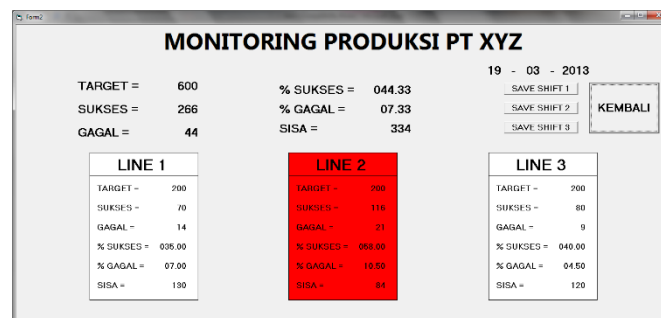 Form2
MONITORING PRODUKSI PT XYZ
19 - 03 - 2013
TARGET = 600
SUKSES = 266
GAGAL = 44
% SUKSES = 044.33
% GAGAL = 07.33
SISA = 334
SAVE SHIFT 1
SAVE SHIFT 2
SAVE SHIFT 3
KEMBALI
LINE 1
TARGET = 200
SUKSES = 70
GAGAL = 14
% SUKSES = 035.00
% GAGAL = 07.00
SISA = 130
LINE 2
TARGET = 200
SUKSES = 116
GAGAL = 21
% SUKSES = 058.00
% GAGAL = 10.50
SISA = 84
LINE 3
TARGET = 200
SUKSES = 80
GAGAL = 9
% SUKSES = 040.00
% GAGAL = 04.50
SISA = 120